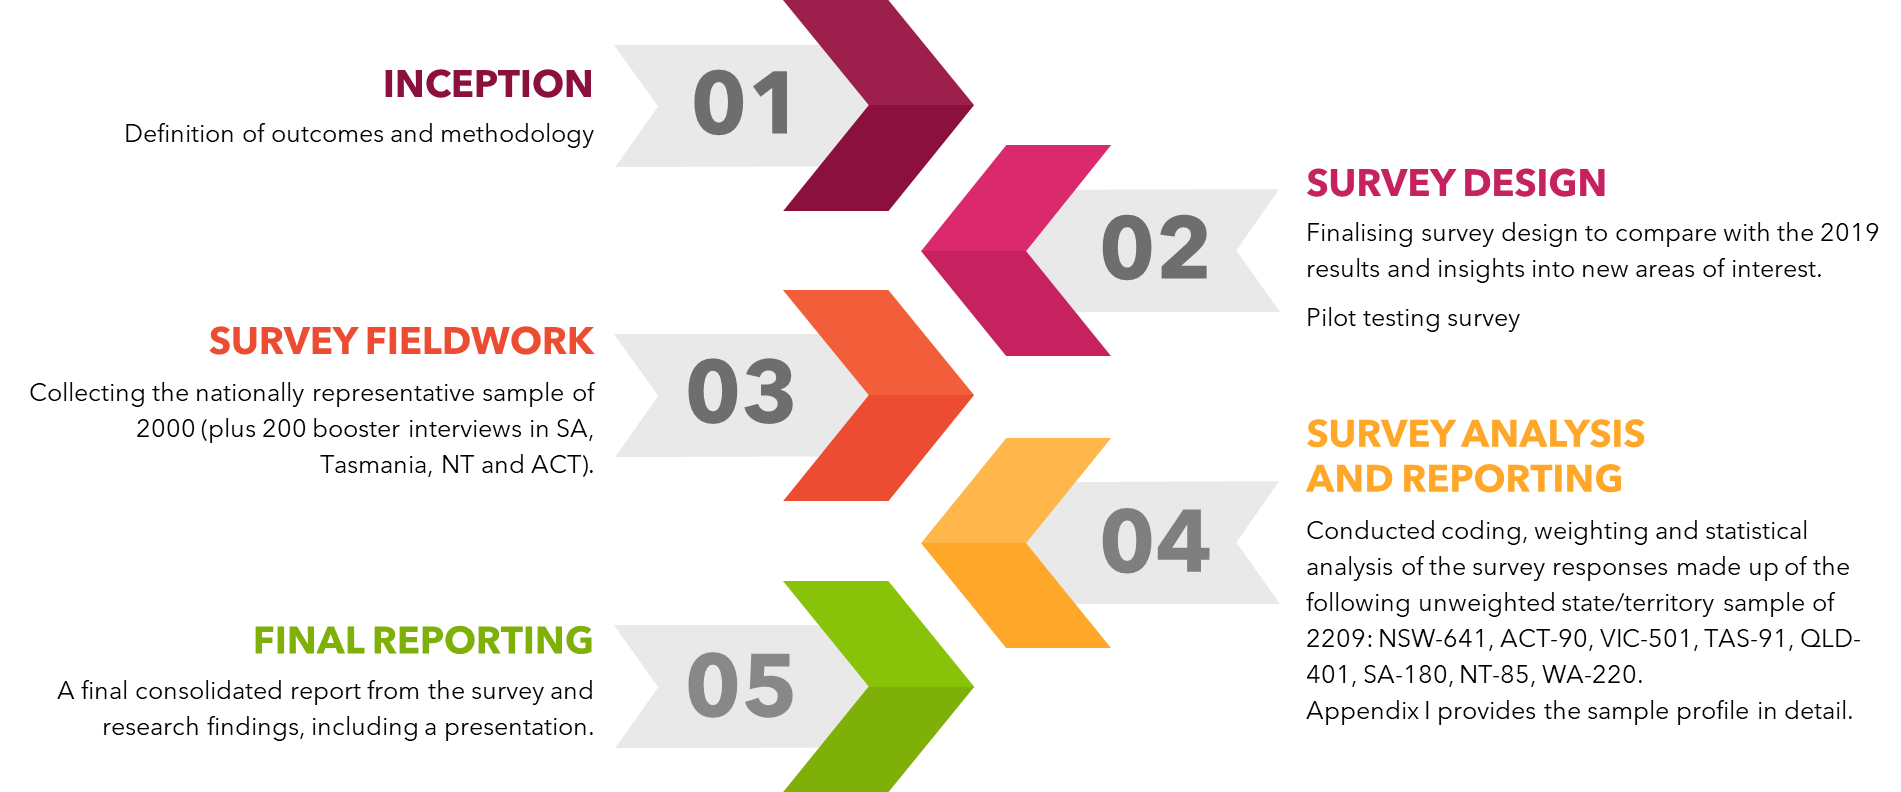 01
INCEPTION
Definition of outcomes and methodology
02
SURVEY DESIGN
Finalising survey design to compare with the 2019
results and insights into new areas of interest.
Pilot testing survey
03
SURVEY FIELDWORK
Collecting the nationally representative sample of
2000 (plus 200 booster interviews in SA,
Tasmania, NT and ACT).
04
SURVEY ANALYSIS
AND REPORTING
Conducted coding, weighting and statistical
analysis of the survey responses made up of the
following unweighted state/territory sample of
2209: NSW-641, ACT-90, VIC-501, TAS-91, QLD-
401, SA-180, NT-85, WA-220.
Appendix I provides the sample profile in detail.
05
FINAL REPORTING
A final consolidated report from the survey and
research findings, including a presentation.